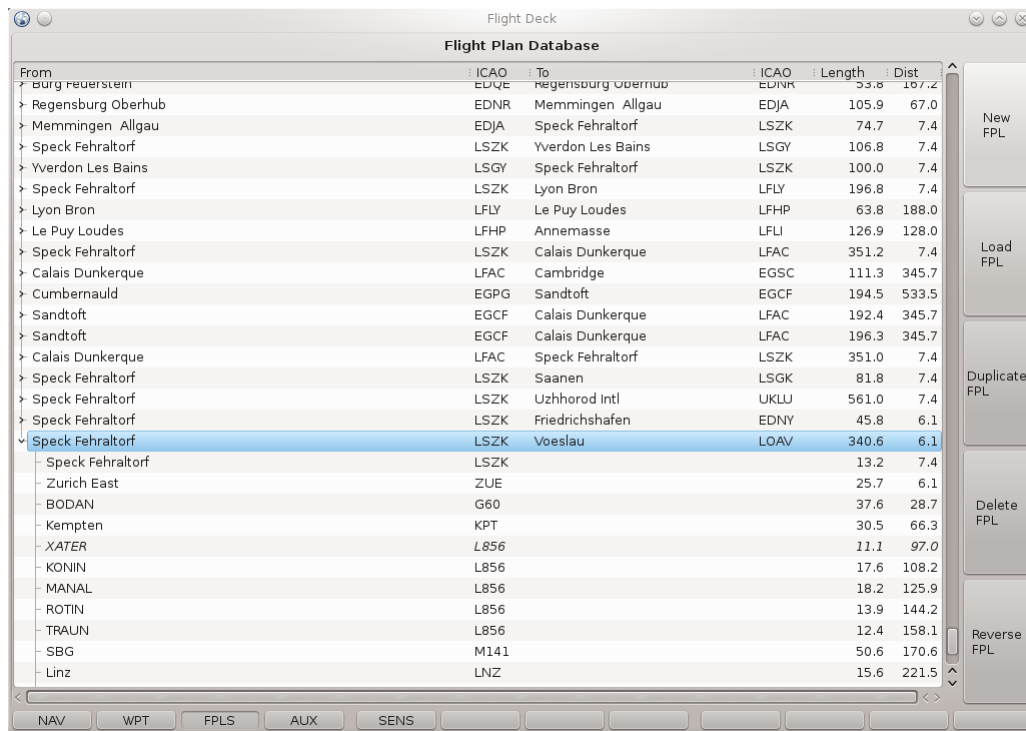 Flight Deck
Flight Plan Database
From ICAO To ICAO Length Dist
Burg Feuerstein EDQE Regensburg Oberhub EDNR 53.8 167.2
Regensburg Oberhub EDNR Memmingen Allgau EDJA 105.9 67.0
Memmingen Allgau EDJA Speck Fehraltorf LSZK 74.7 7.4
Speck Fehraltorf LSZK Yverdon Les Bains LSGY 106.8 7.4
Yverdon Les Bains LSGY Speck Fehraltorf LSZK 100.0 7.4
Speck Fehraltorf LSZK Lyon Bron LFLY 196.8 7.4
Lyon Bron LFLY Le Puy Loudes LFHP 63.8 188.0
Le Puy Loudes LFHP Annemasse LFLI 126.9 128.0
Speck Fehraltorf LSZK Calais Dunkerque LFAC 351.2 7.4
Calais Dunkerque LFAC Cambridge EGSC 111.3 345.7
Cumbernauld EGPG Sandtoft EGCF 194.5 533.5
Sandtoft EGCF Calais Dunkerque LFAC 192.4 345.7
Sandtoft EGCF Calais Dunkerque LFAC 196.3 345.7
Calais Dunkerque LFAC Speck Fehraltorf LSZK 351.0 7.4
Speck Fehraltorf LSZK Saanen LSGK 81.8 7.4
Speck Fehraltorf LSZK Uzhhorod Intl UKLU 561.0 7.4
Speck Fehraltorf LSZK Friedrichshafen EDNY 45.8 6.1
Speck Fehraltorf LSZK Voeslau LOAV 340.6 6.1
Speck Fehraltorf LSZK 13.2 7.4
Zurich East ZUE 25.7 6.1
BODAN G60 37.6 28.7
Kempten KPT 30.5 66.3
XATER L856 11.1 97.0
KONIN L856 17.6 108.2
MANAL L856 18.2 125.9
ROTIN L856 13.9 144.2
TRAUN L856 12.4 158.1
SBG M141 50.6 170.6
Linz LNZ 15.6 221.5
New
FPL
Load
FPL
Duplicate
FPL
Delete
FPL
Reverse
FPL
NAV WPT FPLS AUX SENS